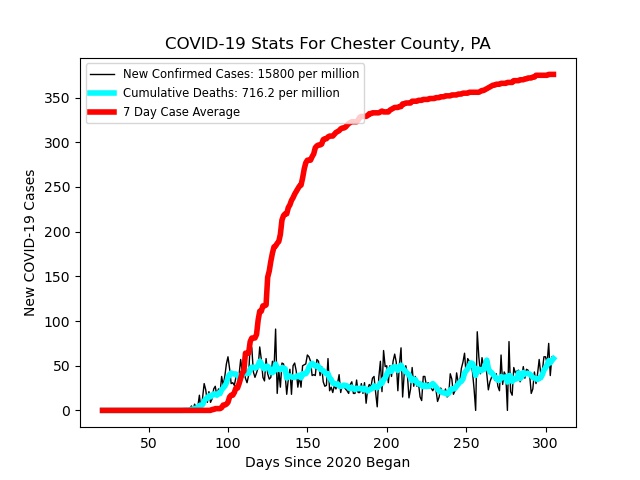 COVID-19 Stats For Chester County, PA
New Confirmed Cases: 15800 per million
Cumulative Deaths: 716.2 per million
7 Day Case Average
New COVID-19 Cases
350
300
250
200
150
100
50
0
50 100 150 200 250 300
Days Since 2020 Began